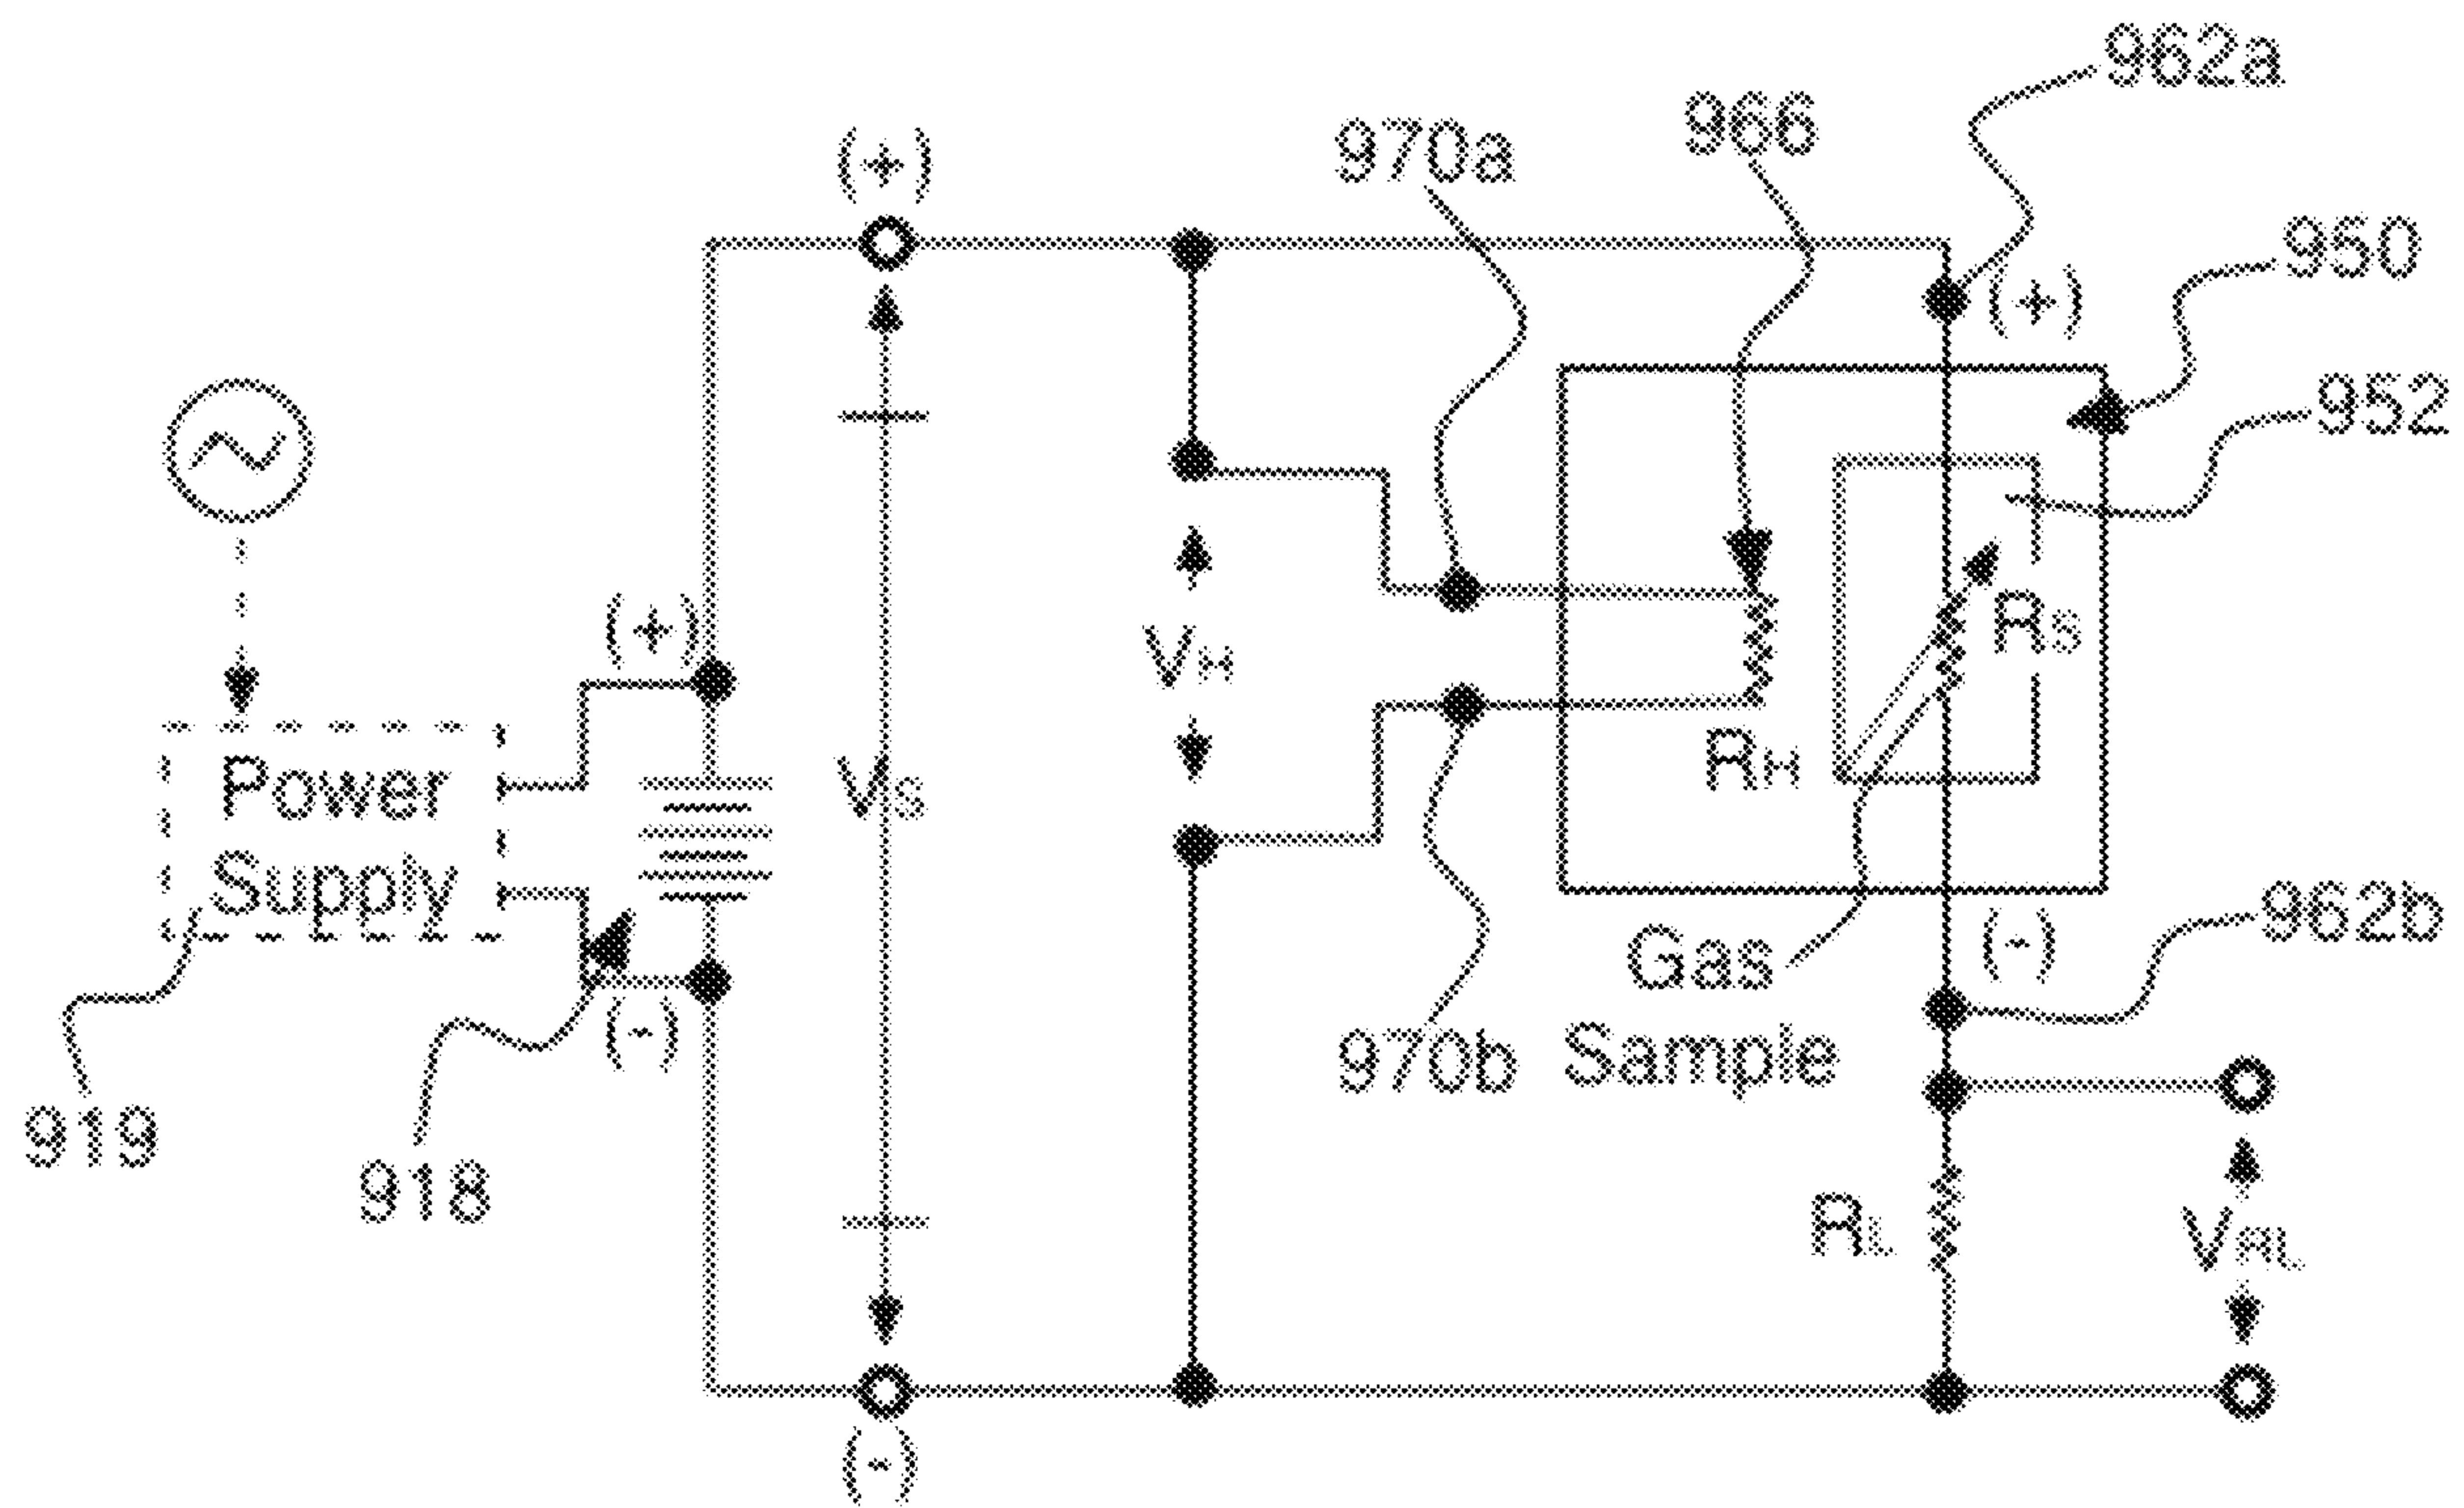 962a
966
970a
(+)
950
(+)
952
(+)
RS
VH
RH
Power
Supply
VS
962b
(-)
Gas
Sample
(-)
970b
919
918
RL
VRL
(-)